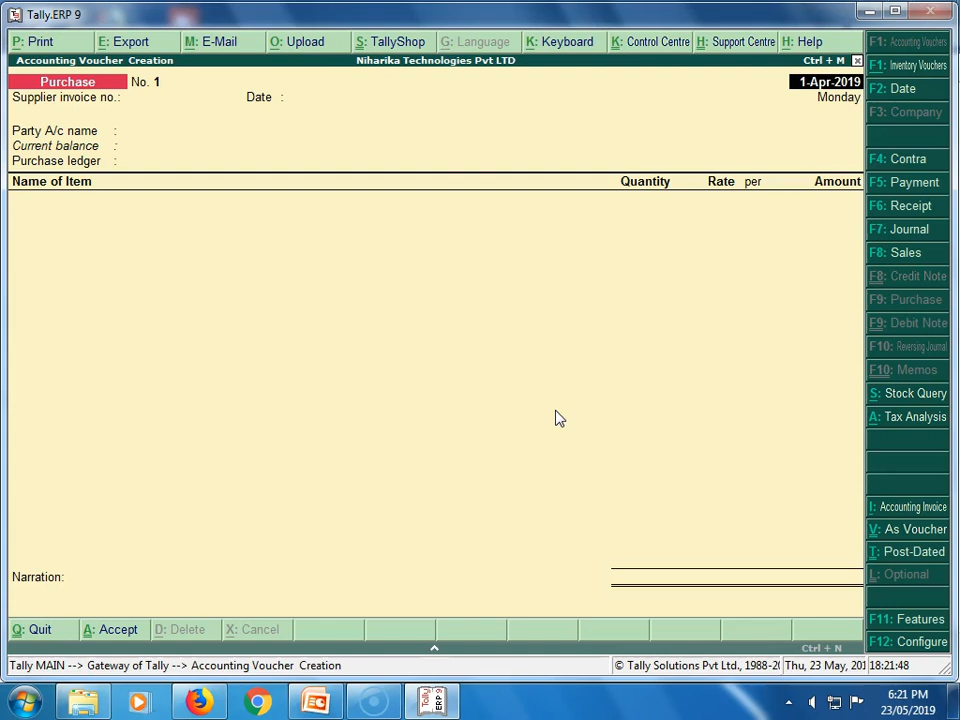 Tally.ERP 9
P: Print E: Export M: E-Mail O: Upload S: TallyShop G: Language K: Keyboard K: Control Centre H: Support Centre H: Help
Accounting Voucher Creation Niharika Technologies Pvt LTD Ctrl + M
Purchase No. 1 1-Apr-2019
Supplier invoice no.: Date : Monday
Party A/c name :
Current balance :
Purchase ledger :
Name of Item Quantity Rate per Amount
Narration:
F1: Accounting Vouchers
F1: Inventory Vouchers
F2: Date
F3: Company
F4: Contra
F5: Payment
F6: Receipt
F7: Journal
F8: Sales
F8: Credit Note
F9: Purchase
F9: Debit Note
F10: Reversing Journal
F10: Memos
S: Stock Query
A: Tax Analysis
I: Accounting Invoice
V: As Voucher
T: Post-Dated
L: Optional
F11: Features
F12: Configure
Q: Quit A: Accept D: Delete X: Cancel
Ctrl + N
Tally MAIN --> Gateway of Tally --> Accounting Voucher Creation © Tally Solutions Pvt Ltd., 1988-20 Thu, 23 May, 201 18:21:48
Tally ERP 9
6:21 PM
23/05/2019